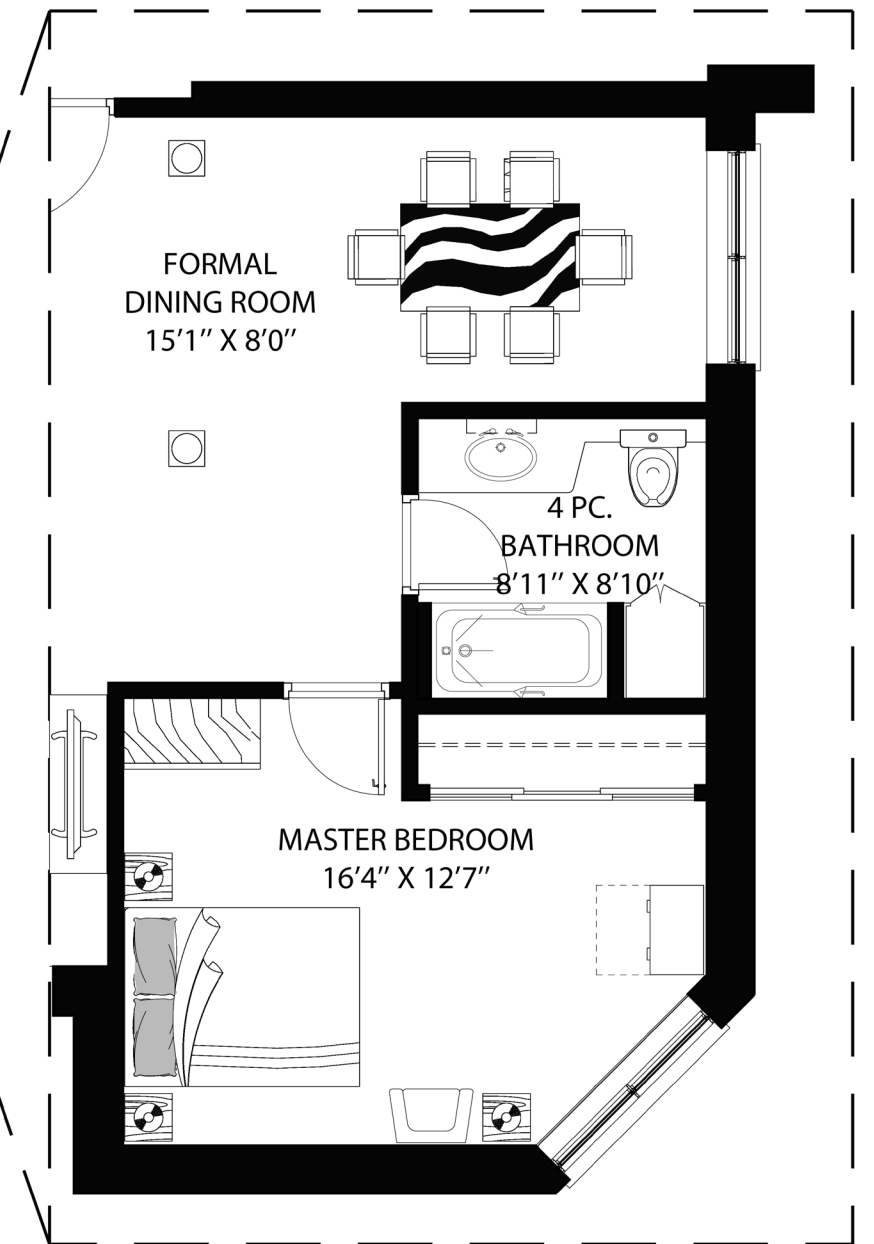 FORMAL
DINING ROOM
15’1’’ X 8’0’’
4 PC.
BATHROOM
8’11’’ X 8’10’’
MASTER BEDROOM
16’4’’ X 12’7’’